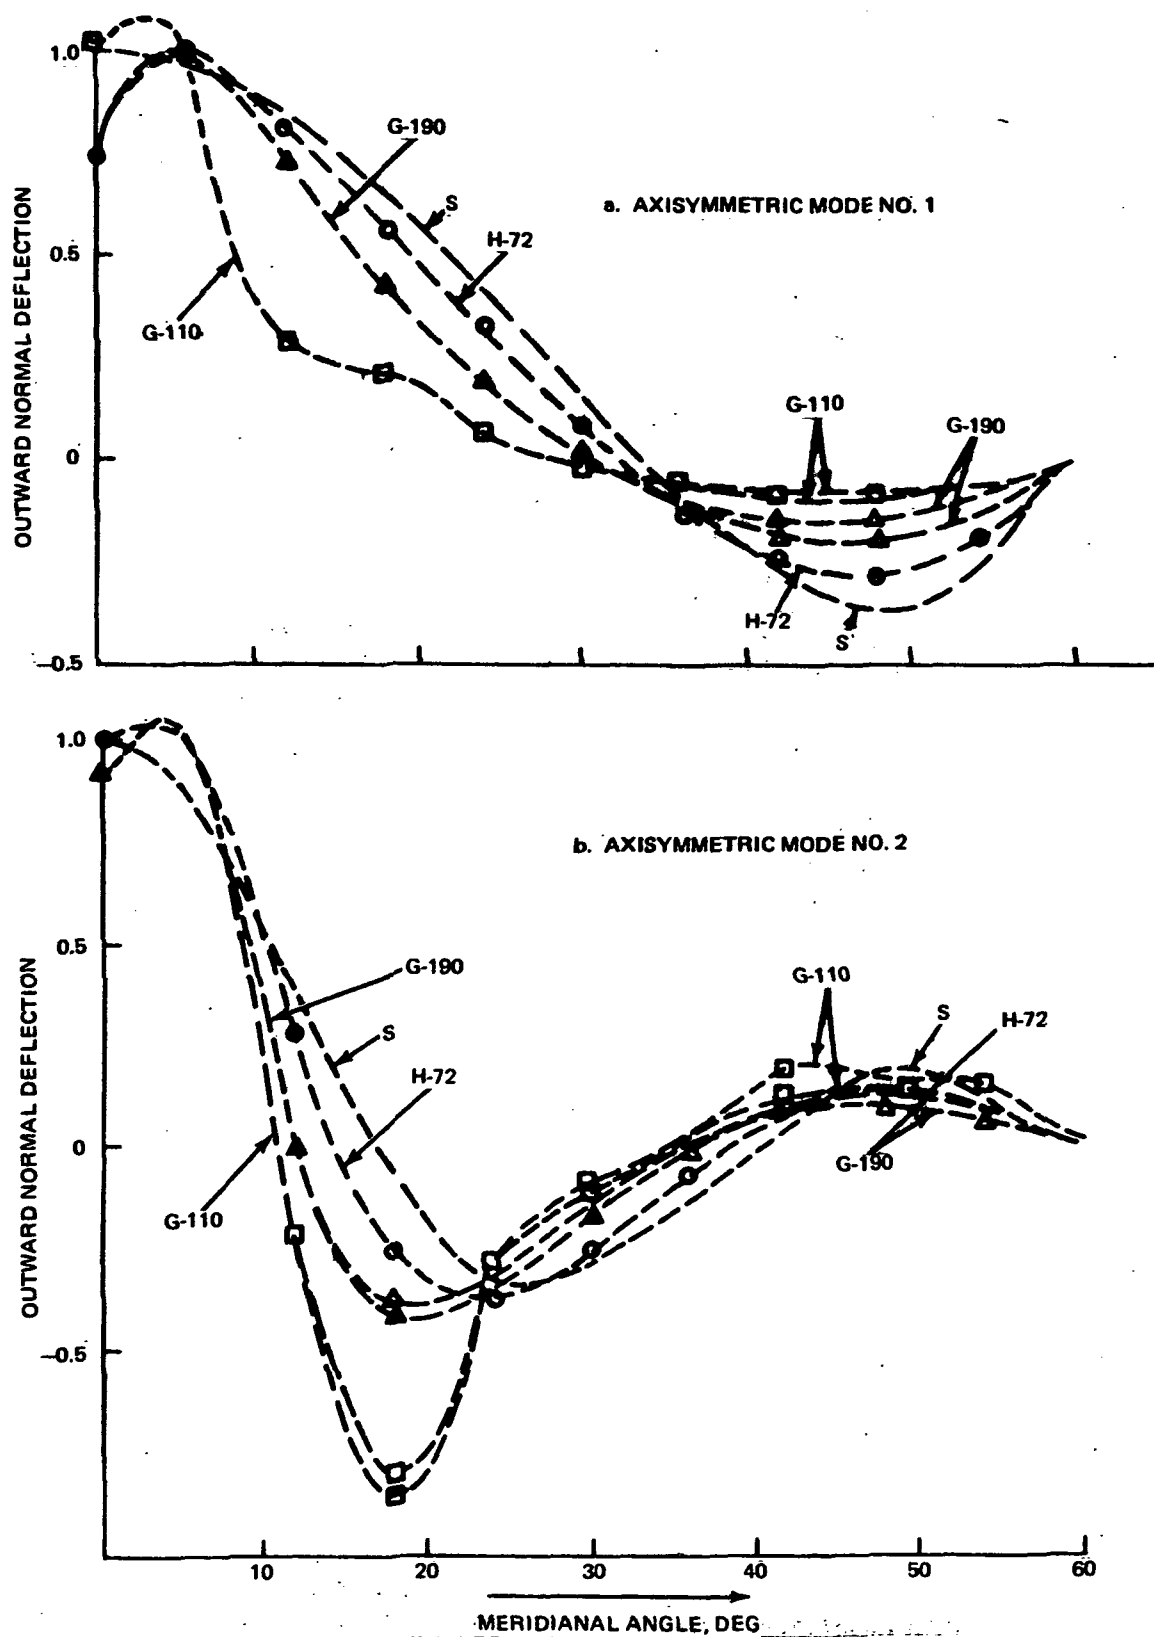 1.0
G-190
S
a. AXISYMMETRIC MODE NO. 1
H-72
0.5
G-110
OUTWARD NORMAL DEFLECTION
G-110
G-190
0
H-72
S
-0.5
1.0
b. AXISYMMETRIC MODE NO. 2
0.5
G-190
G-110
S
H-72
S
H-72
OUTWARD NORMAL DEFLECTION
0
G-190
G-110
-0.5
10 20 30 40 50 60
MERIDIANAL ANGLE, DEG